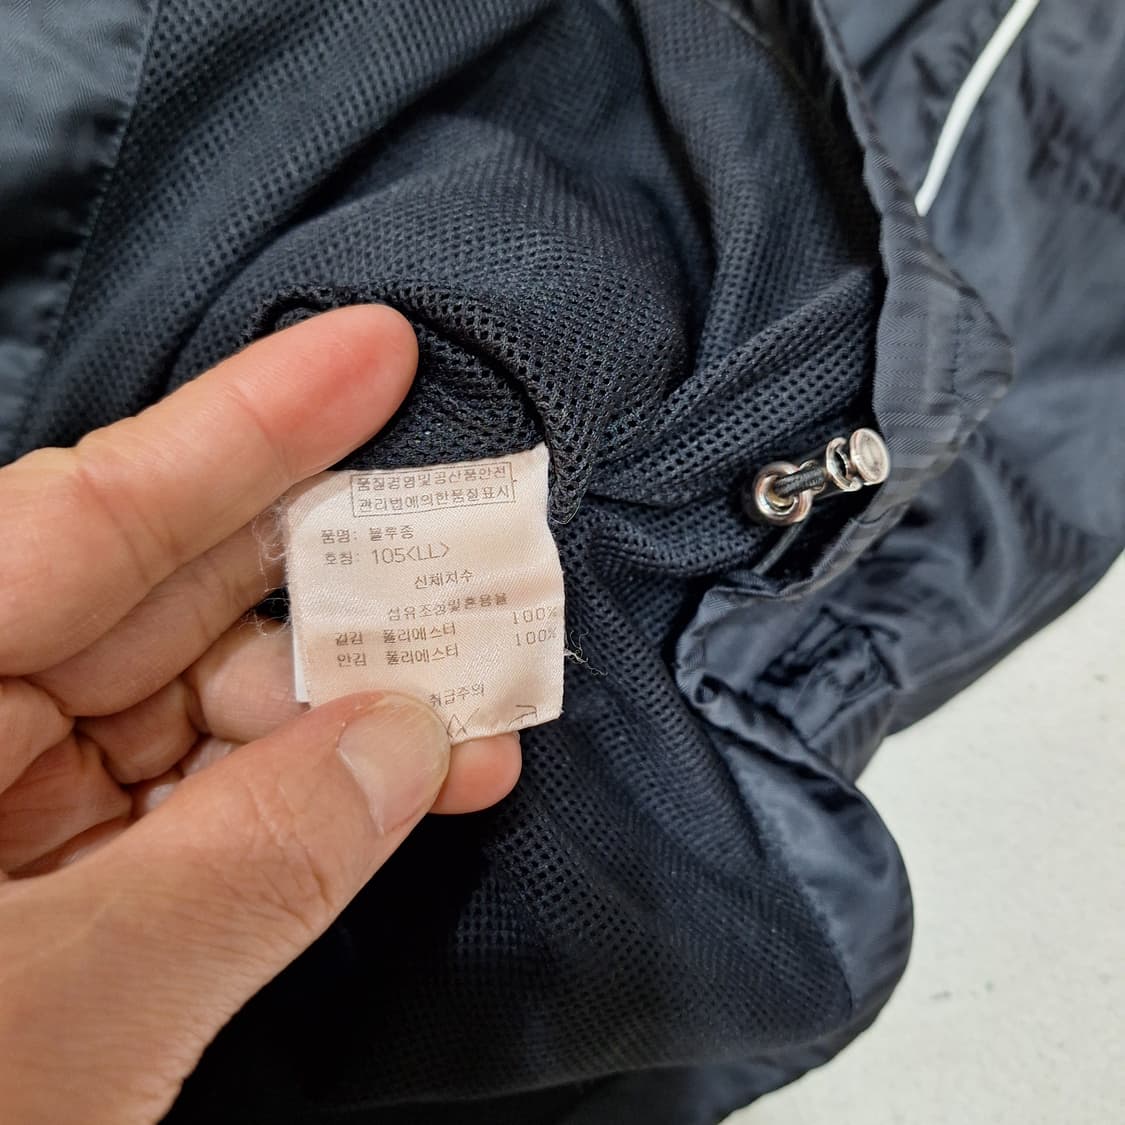 품질경영및공산품안전
관리법에의한품질표시
품명: 블루종
호칭: 105<LL>
신체치수
섬유조성및혼용율
겉감 폴리에스터 100%
안감 폴리에스터 100%
취급주의